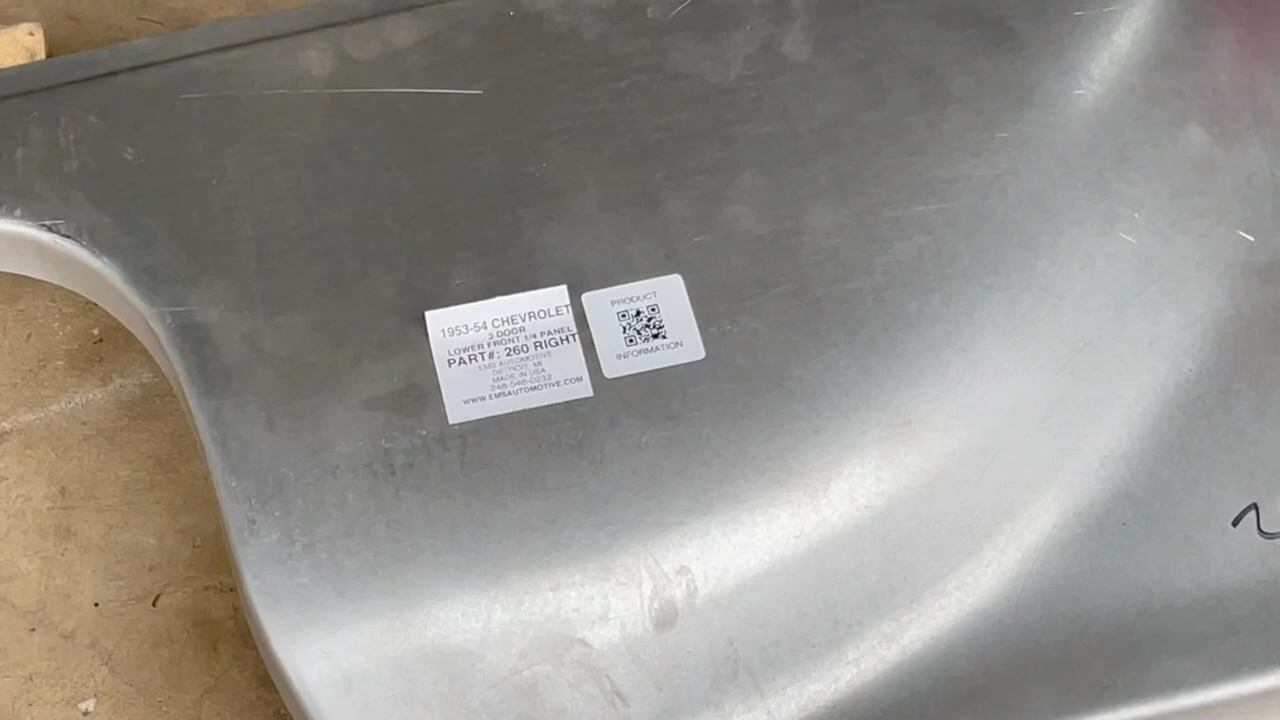 1953-54 CHEVROLET
2 DOOR
LOWER FRONT 1/4 PANEL
PART#: 260 RIGHT
EMS AUTOMOTIVE
DETROIT, MI
MADE IN USA
248-546-0232
WWW.EMSAUTOMOTIVE.COM
PRODUCT
INFORMATION